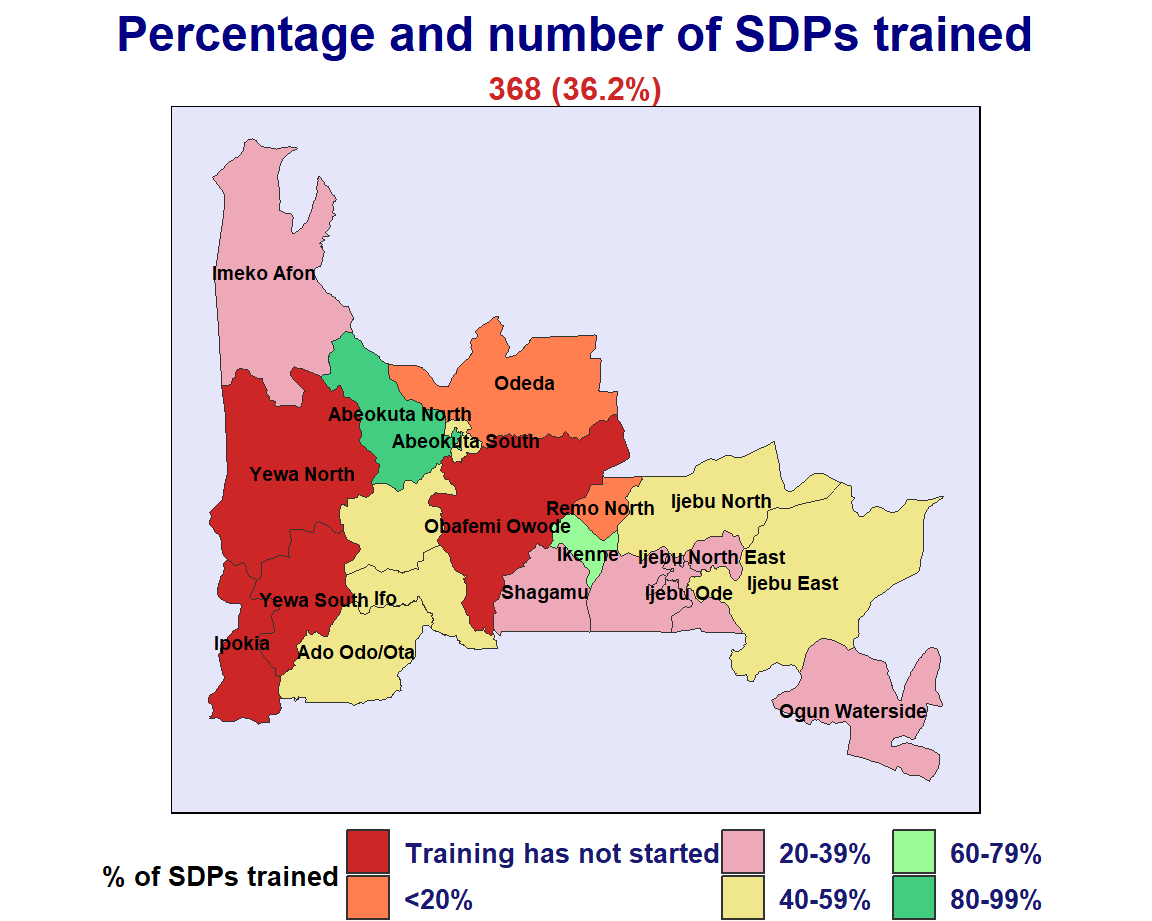 Percentage and number of SDPs trained
368 (36.2%)
Imeko Afon
Odeda
Abeokuta North
Abeokuta South
Yewa North
Ijebu North
Remo North
Obafemi Owode
Ikenne
Ijebu North East
Ijebu East
Shagamu
Ijebu Ode
Yewa South
Ifo
Ipokia
Ado Odo/Ota
Ogun Waterside
% of SDPs trained
Training has not started
<20%
20-39%
40-59%
60-79%
80-99%